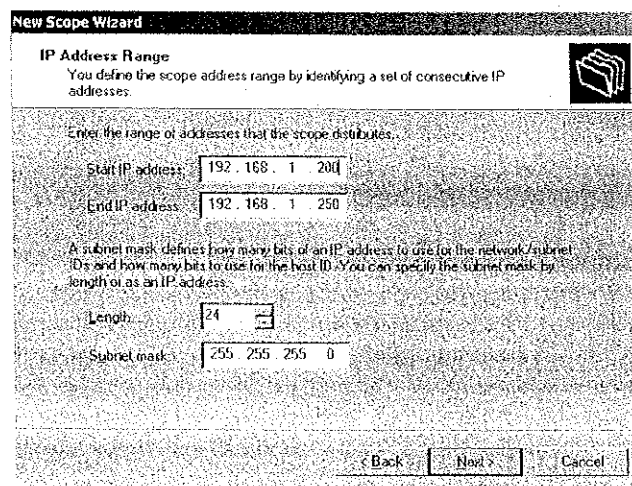 New Scope Wizard
IP Address Range
You define the scope address range by identifying a set of consecutive IP
addresses.
Enter the range of addresses that the scope distributes.
Start IP address: 192 . 168 . 1 . 200
End IP address: 192 . 168 . 1 . 250
A subnet mask defines how many bits of an IP address to use for the network/subnet
IDs and how many bits to use for the host ID. You can specify the subnet mask by
length or as an IP address.
Length: 24
Subnet mask: 255 . 255 . 255 . 0
< Back Next > Cancel